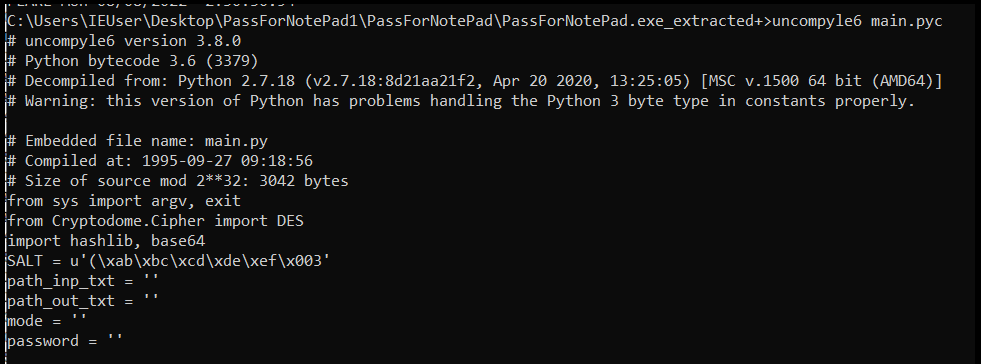 C:\Users\IEUser\Desktop\PassForNotePad1\PassForNotePad\PassForNotePad.exe_extracted+>uncompyle6 main.pyc
# uncompyle6 version 3.8.0
# Python bytecode 3.6 (3379)
# Decompiled from: Python 2.7.18 (v2.7.18:8d21aa21f2, Apr 20 2020, 13:25:05) [MSC v.1500 64 bit (AMD64)]
# Warning: this version of Python has problems handling the Python 3 byte type in constants properly.
# Embedded file name: main.py
# Compiled at: 1995-09-27 09:18:56
# Size of source mod 2**32: 3042 bytes
from sys import argv, exit
from Cryptodome.Cipher import DES
import hashlib, base64
SALT = u'(\xab\xbc\xcd\xde\xef\x003'
path_inp_txt = ''
path_out_txt = ''
mode = ''
password = ''